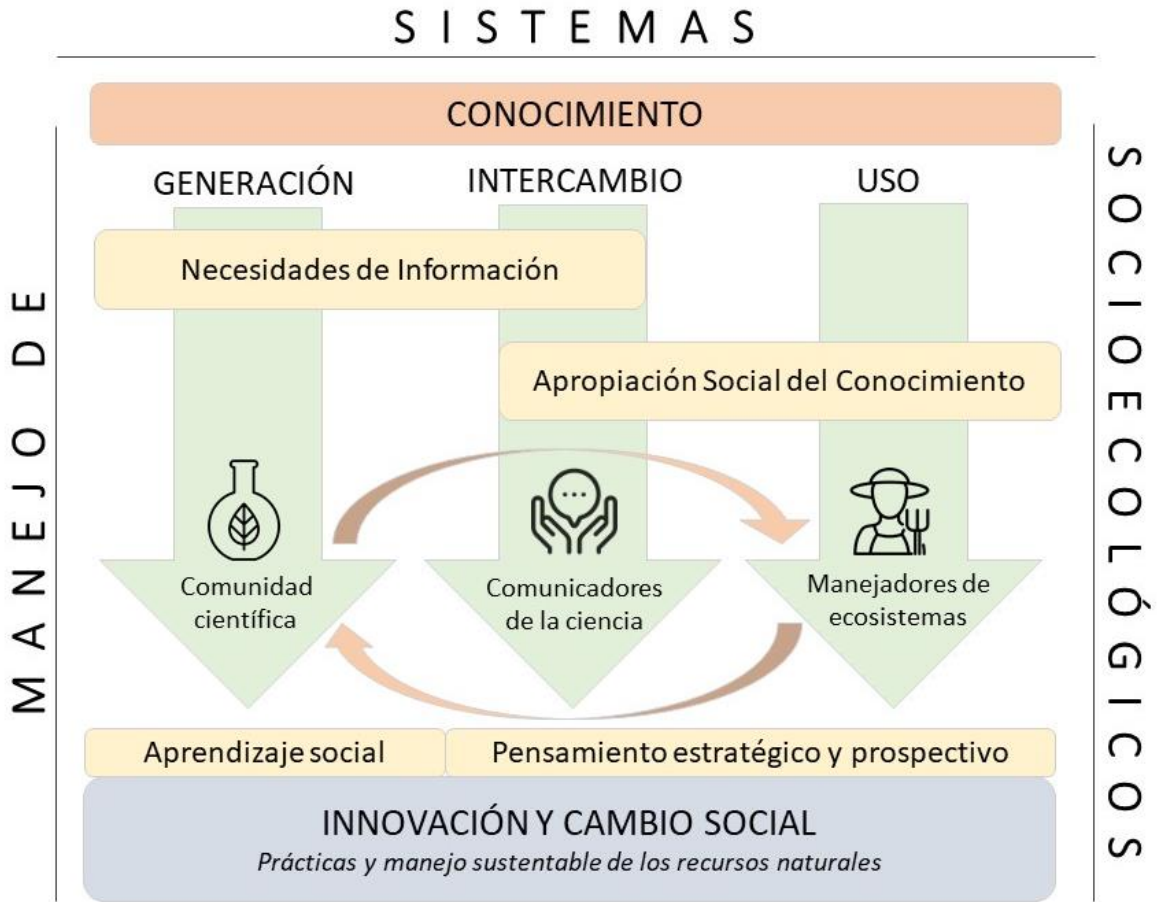 SISTEMAS
MANEJO DE
SOCIOECOLÓGICOS
CONOCIMIENTO
GENERACIÓN
INTERCAMBIO
USO
Necesidades de Información
Apropiación Social del Conocimiento
Comunidad
científica
Comunicadores
de la ciencia
Manejadores de
ecosistemas
Aprendizaje social
Pensamiento estratégico y prospectivo
INNOVACIÓN Y CAMBIO SOCIAL
Prácticas y manejo sustentable de los recursos naturales